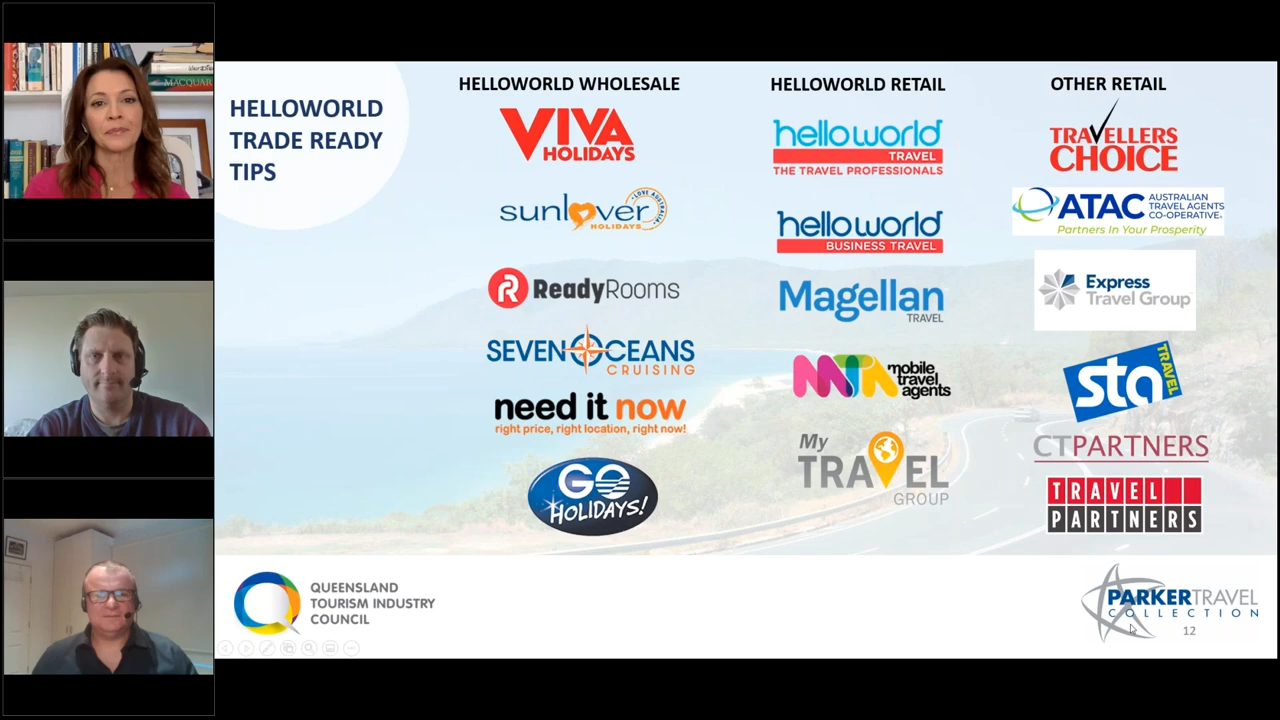 MACQUARIE
HELLOWORLD
TRADE READY
TIPS
HELLOWORLD WHOLESALE
VIVA
HOLIDAYS
sunlover
HOLIDAYS
LOVE AUSTRALIA
ReadyRooms
SEVEN OCEANS
CRUISING
need it now
right price, right location, right now!
GO
HOLIDAYS!
HELLOWORLD RETAIL
helloworld
TRAVEL
THE TRAVEL PROFESSIONALS
helloworld
BUSINESS TRAVEL
Magellan
TRAVEL
MTA mobile
travel
agents
My
TRAVEL
GROUP
OTHER RETAIL
TRAVELLERS
CHOICE
ATAC AUSTRALIAN
TRAVEL AGENTS
CO-OPERATIVE
Partners In Your Prosperity
Express
Travel Group
sta TRAVEL
CTPARTNERS
TRAVEL
PARTNERS
QUEENSLAND
TOURISM INDUSTRY
COUNCIL
PARKERTRAVEL
COLLECTION
12